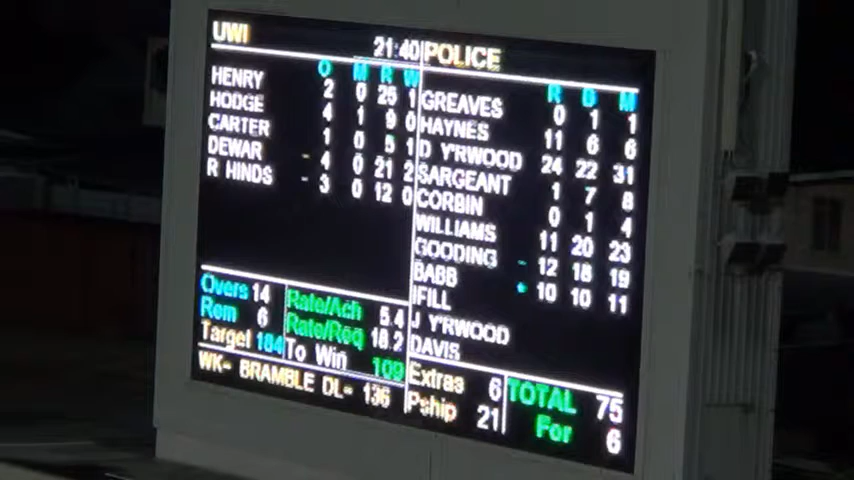 UWI 21:40 POLICE
O M R W
HENRY 2 0 25 1
HODGE 4 1 9 0
CARTER 1 0 5 1
DEWAR - 4 0 21 2
R HINDS - 3 0 12 0
R B M
GREAVES 0 1 1
HAYNES 11 6 6
D Y'RWOOD 24 22 31
SARGEANT 1 7 8
CORBIN 0 1 4
WILLIAMS 11 20 23
GOODING - 12 18 19
BABB * 10 10 11
IFILL
J Y'RWOOD
DAVIS
Overs 14
Rem 6
Target 184
Rate/Ach 5.4
Rate/Req 18.2
To Win 109
WK- BRAMBLE DL- 136
Extras 6
Pship 21
TOTAL 75
For 6